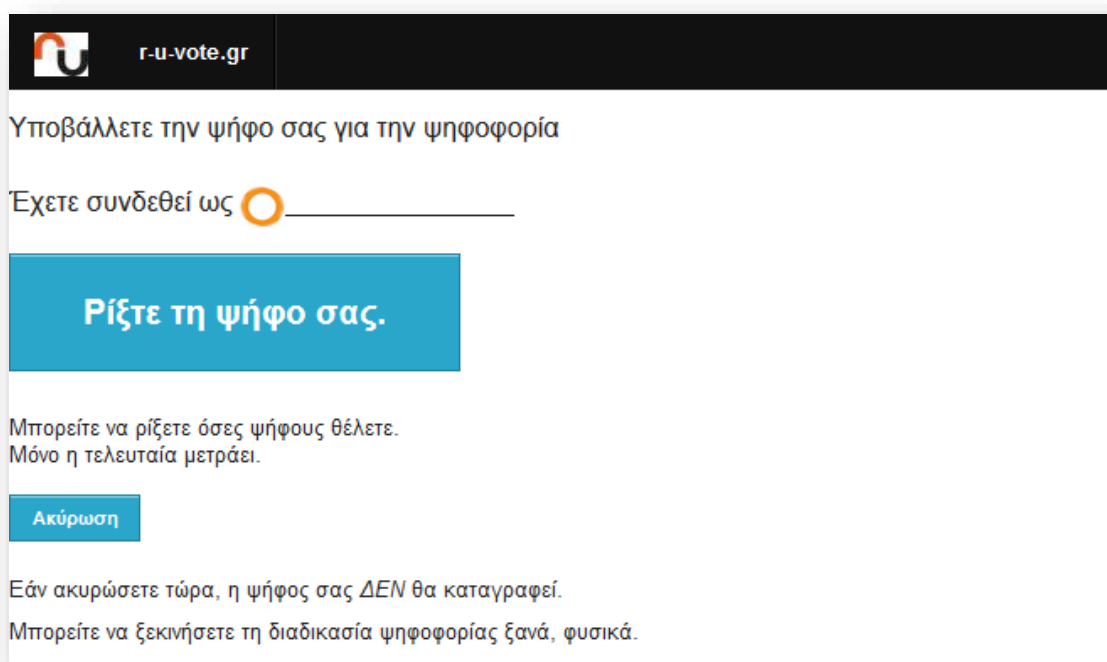 ru r-u-vote.gr
Υποβάλλετε την ψήφο σας για την ψηφοφορία
Έχετε συνδεθεί ως _________________
Ρίξτε τη ψήφο σας.
Μπορείτε να ρίξετε όσες ψήφους θέλετε.
Μόνο η τελευταία μετράει.
Ακύρωση
Εάν ακυρώσετε τώρα, η ψήφος σας ΔΕΝ θα καταγραφεί.
Μπορείτε να ξεκινήσετε τη διαδικασία ψηφοφορίας ξανά, φυσικά.